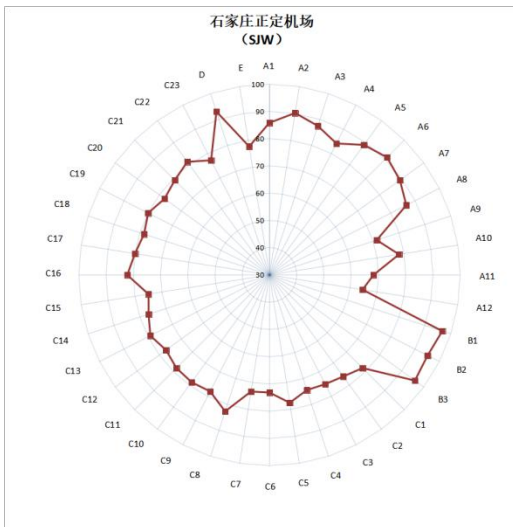 石家庄正定机场
（SJW）
A1
A2
A3
A4
A5
A6
A7
A8
A9
A10
A11
A12
B1
B2
B3
C1
C2
C3
C4
C5
C6
C7
C8
C9
C10
C11
C12
C13
C14
C15
C16
C17
C18
C19
C20
C21
C22
C23
D
E
100
90
80
70
60
50
40
30